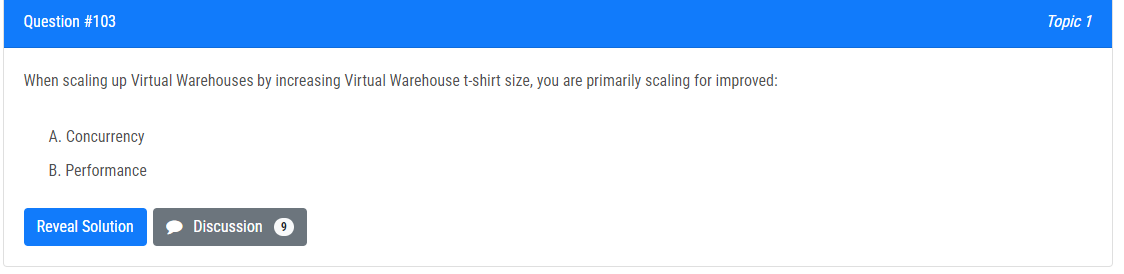 Question #103
Topic 1
When scaling up Virtual Warehouses by increasing Virtual Warehouse t-shirt size, you are primarily scaling for improved:
A. Concurrency
B. Performance
Reveal Solution
Discussion 9